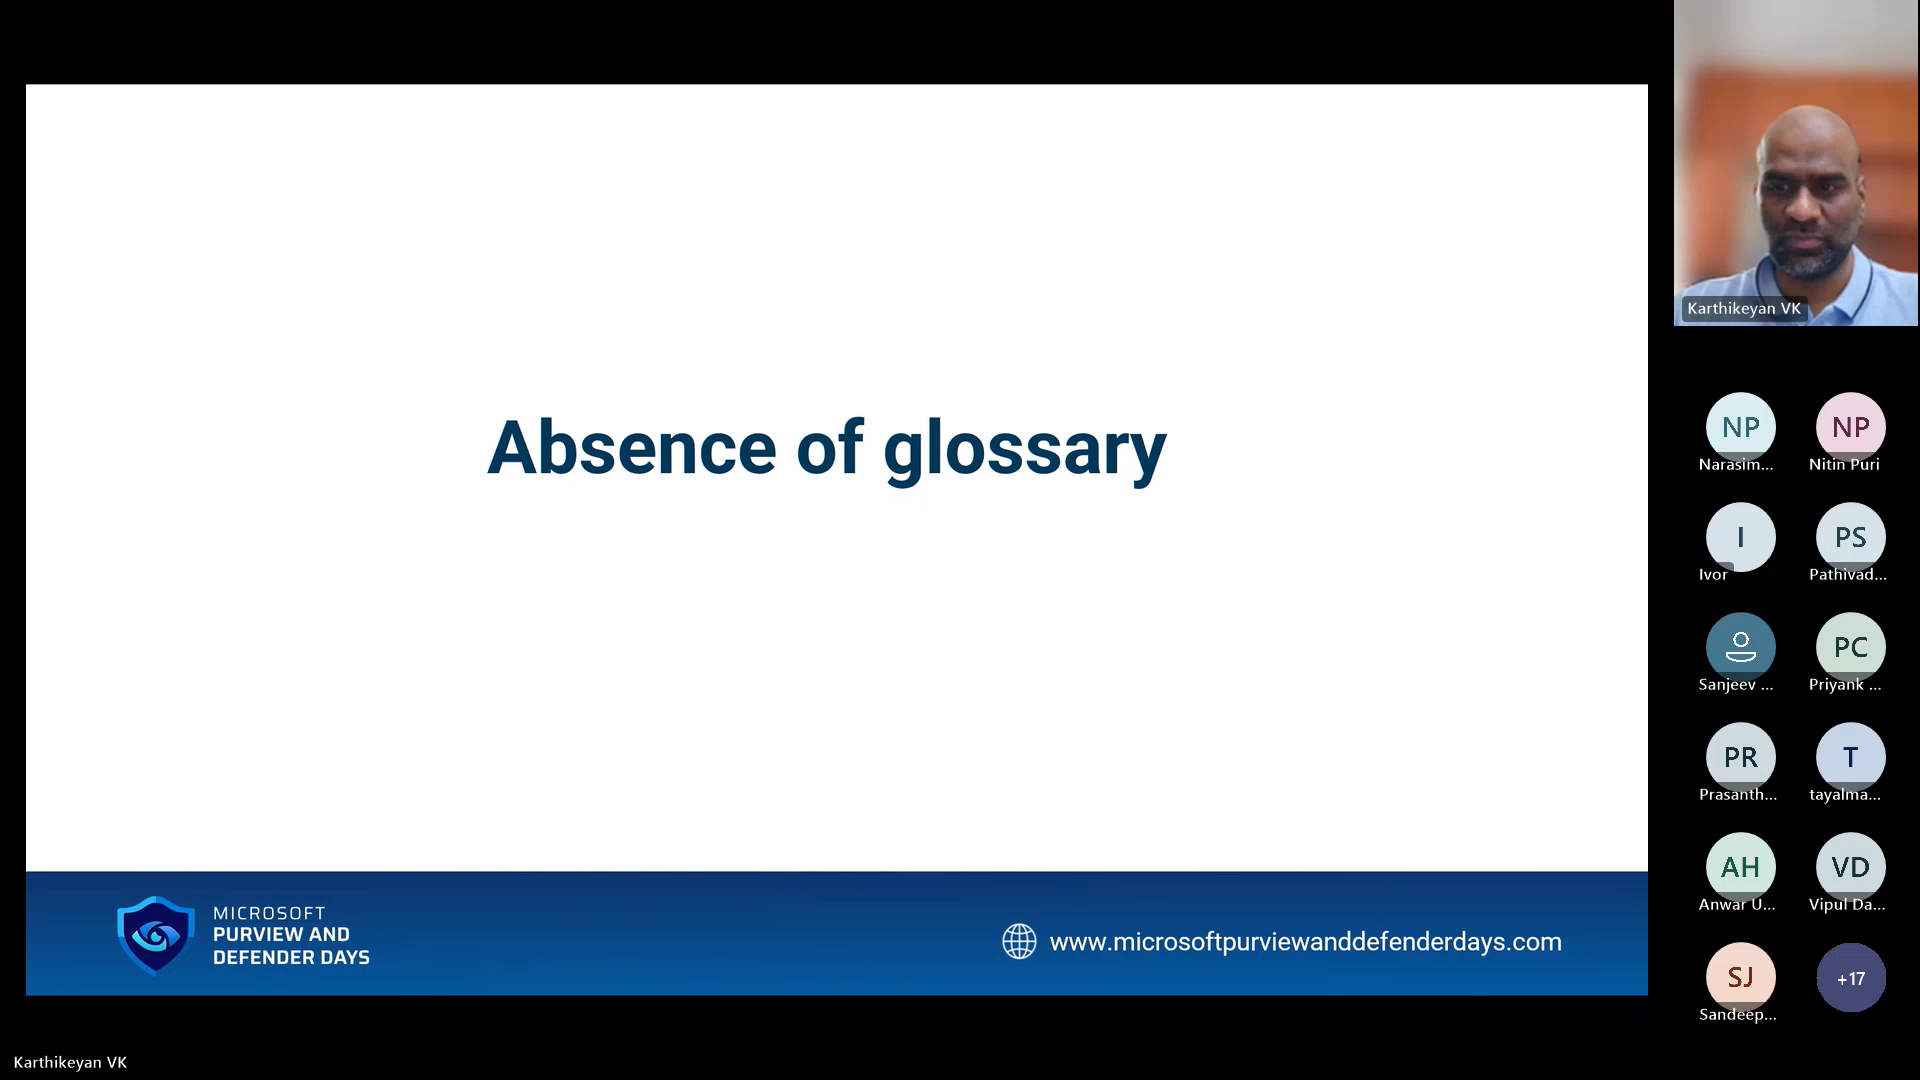 Absence of glossary
MICROSOFT
PURVIEW AND
DEFENDER DAYS
www.microsoftpurviewanddefenderdays.com
Karthikeyan VK
NP
Narasim...
NP
Nitin Puri
I
Ivor
PS
Pathivad...
Sanjeev ...
PC
Priyank ...
PR
Prasanth...
T
tayalma...
AH
Anwar U...
VD
Vipul Da...
SJ
Sandeep...
+17
Karthikeyan VK